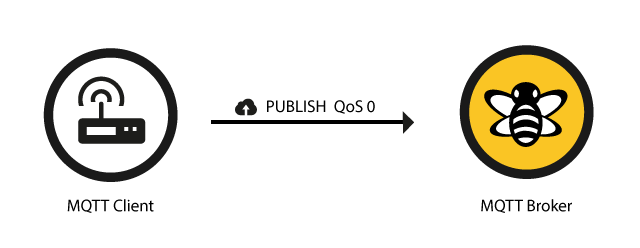 PUBLISH QoS 0
MQTT Client
MQTT Broker